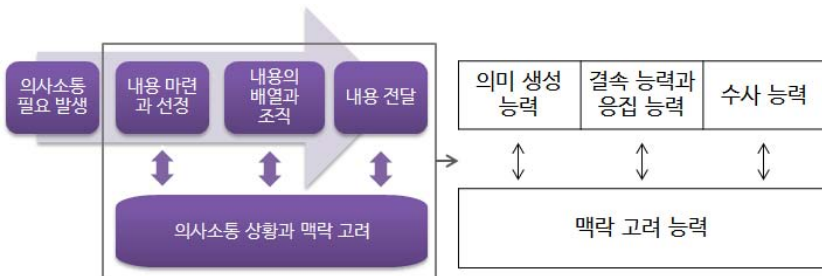 의사소통
필요 발생
내용 마련
과 선정
내용의
배열과
조직
내용 전달
의사소통 상황과 맥락 고려
의미 생성
능력
결속 능력과
응집 능력
수사 능력
맥락 고려 능력